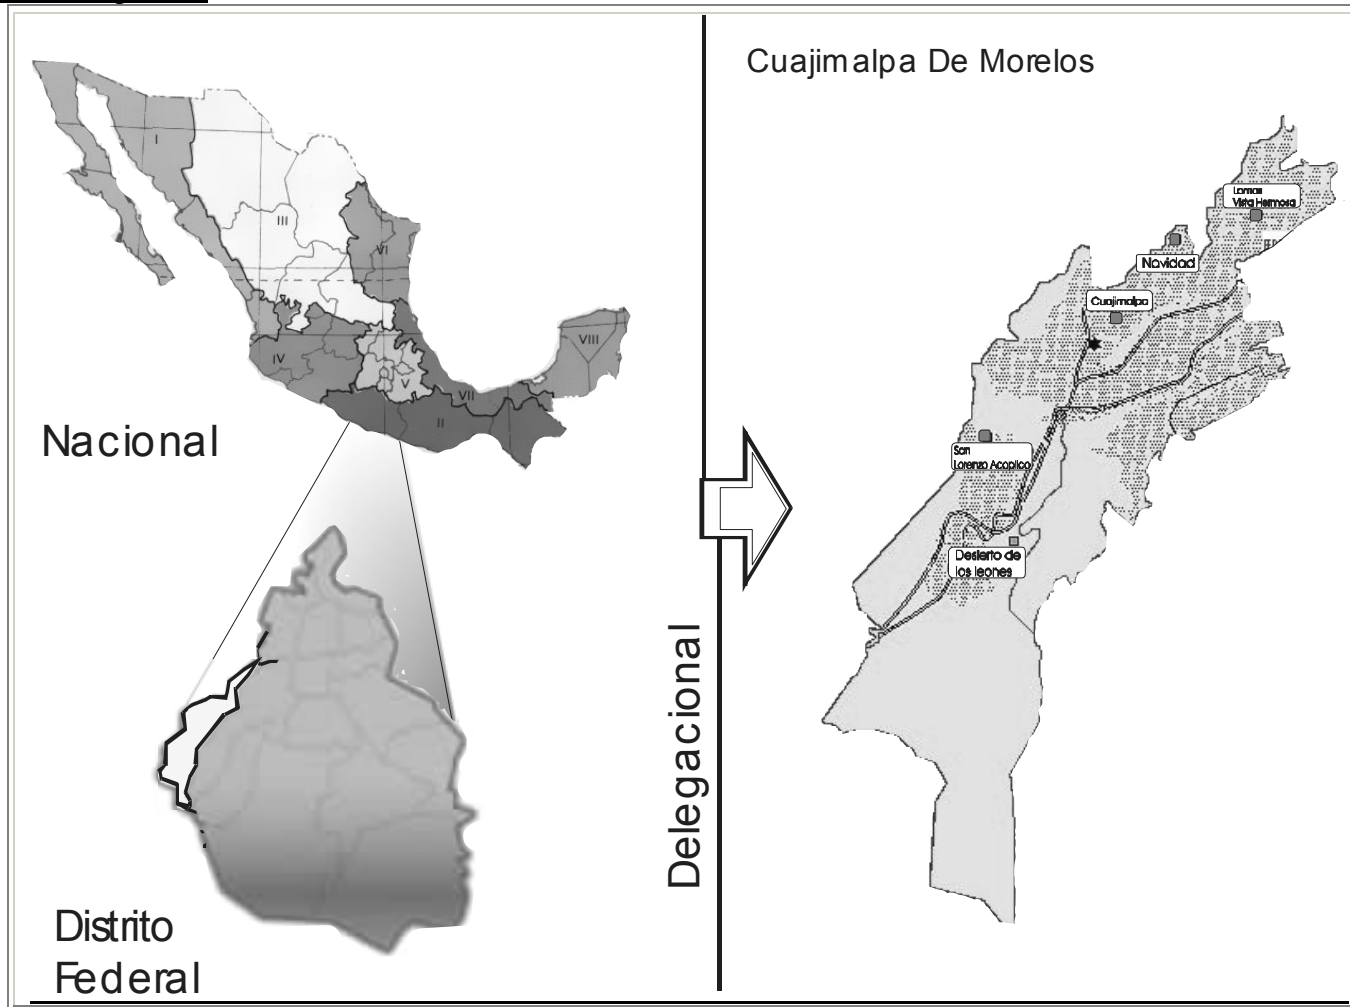 Cuajimalpa De Morelos
I
III
VI
IV
V
VII
II
VIII
Nacional
Distrito
Federal
Delegacional
Lomas
Vista Hermosa
Navidad
Cuajimalpa
San
Lorenzo Acopilco
Desierto de
los leones